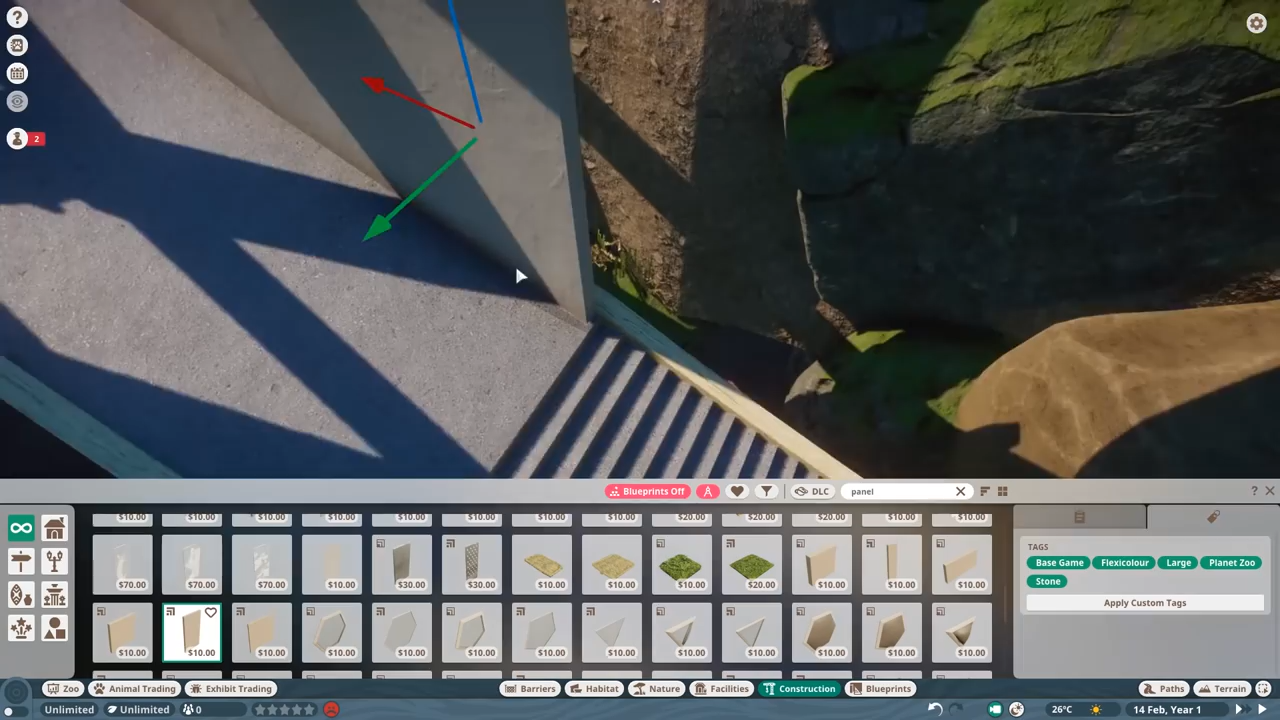 2
Blueprints Off
DLC
panel
?
$10.00 $10.00 $10.00 $10.00 $10.00 $10.00 $10.00 $10.00 $20.00 $20.00 $20.00 $10.00 $10.00
$70.00 $70.00 $70.00 $10.00 $30.00 $30.00 $10.00 $10.00 $10.00 $20.00 $10.00 $10.00 $10.00
$10.00 $10.00 $10.00 $10.00 $10.00 $10.00 $10.00 $10.00 $10.00 $10.00 $10.00 $10.00 $10.00
TAGS
Base Game Flexicolour Large Planet Zoo
Stone
Apply Custom Tags
Zoo Animal Trading Exhibit Trading Barriers Habitat Nature Facilities Construction Blueprints Paths Terrain
Unlimited Unlimited 0 26°C 14 Feb, Year 1